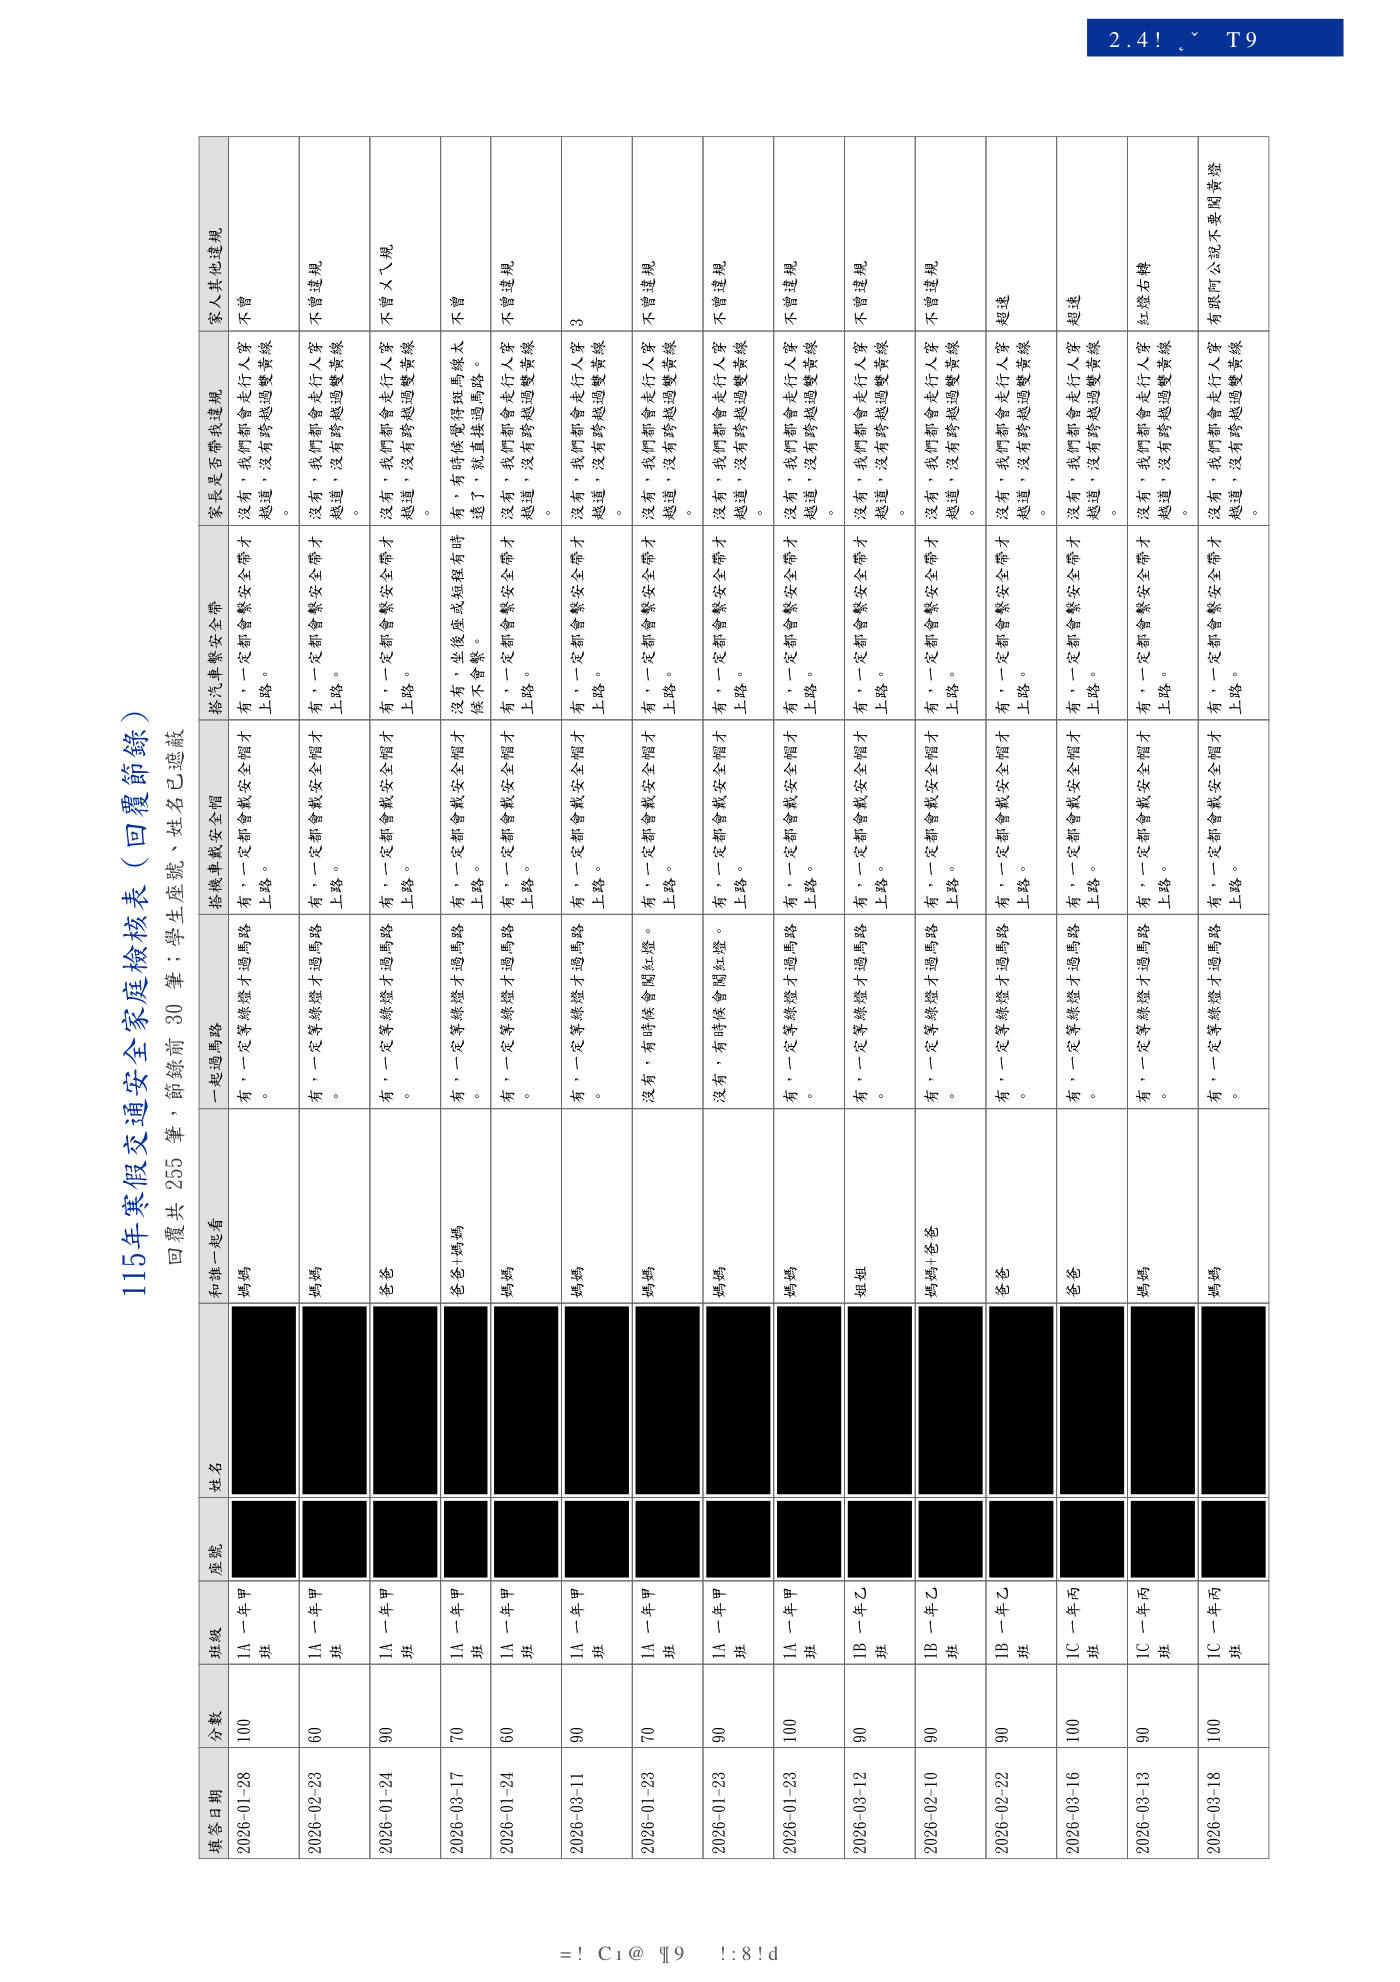 2.4! ˛ˇ T9
115年寒假交通安全家庭檢核表（回覆節錄）
回覆共 255 筆，節錄前 30 筆；學生座號、姓名已遮蔽
填答日期 分數 班級 座號 姓名 和誰一起看 一起過馬路 搭機車戴安全帽 搭汽車繫安全帶 家長是否帶我違規 家人其他違規
2026-01-28 100 1A 一年甲 媽媽 有，一定等綠燈才過馬路 有，一定都會戴安全帽才 有，一定都會繫安全帶才 沒有，我們都會走行人穿 不曾
班 。 上路。 上路。 越道，沒有跨越過雙黃線
。
2026-02-23 60 1A 一年甲 媽媽 有，一定等綠燈才過馬路 有，一定都會戴安全帽才 有，一定都會繫安全帶才 沒有，我們都會走行人穿 不曾違規
班 。 上路。 上路。 越道，沒有跨越過雙黃線
。
2026-01-24 90 1A 一年甲 爸爸 有，一定等綠燈才過馬路 有，一定都會戴安全帽才 有，一定都會繫安全帶才 沒有，我們都會走行人穿 不曾ㄨㄟ規
班 。 上路。 上路。 越道，沒有跨越過雙黃線
。
2026-03-17 70 1A 一年甲 爸爸+媽媽 有，一定等綠燈才過馬路 有，一定都會戴安全帽才 沒有，坐後座或短程有時 有，有時候覺得斑馬線太 不曾
班 。 上路。 候不會繫。 遠了，就直接過馬路。
2026-01-24 60 1A 一年甲 媽媽 有，一定等綠燈才過馬路 有，一定都會戴安全帽才 有，一定都會繫安全帶才 沒有，我們都會走行人穿 不曾違規
班 。 上路。 上路。 越道，沒有跨越過雙黃線
。
2026-03-11 90 1A 一年甲 媽媽 有，一定等綠燈才過馬路 有，一定都會戴安全帽才 有，一定都會繫安全帶才 沒有，我們都會走行人穿 3
班 。 上路。 上路。 越道，沒有跨越過雙黃線
。
2026-01-23 70 1A 一年甲 媽媽 沒有，有時候會闖紅燈。 有，一定都會戴安全帽才 有，一定都會繫安全帶才 沒有，我們都會走行人穿 不曾違規
班 上路。 上路。 越道，沒有跨越過雙黃線
。
2026-01-23 90 1A 一年甲 媽媽 沒有，有時候會闖紅燈。 有，一定都會戴安全帽才 有，一定都會繫安全帶才 沒有，我們都會走行人穿 不曾違規
班 上路。 上路。 越道，沒有跨越過雙黃線
。
2026-01-23 100 1A 一年甲 媽媽 有，一定等綠燈才過馬路 有，一定都會戴安全帽才 有，一定都會繫安全帶才 沒有，我們都會走行人穿 不曾違規
班 。 上路。 上路。 越道，沒有跨越過雙黃線
。
2026-03-12 90 1B 一年乙 姐姐 有，一定等綠燈才過馬路 有，一定都會戴安全帽才 有，一定都會繫安全帶才 沒有，我們都會走行人穿 不曾違規
班 。 上路。 上路。 越道，沒有跨越過雙黃線
。
2026-02-10 90 1B 一年乙 媽媽+爸爸 有，一定等綠燈才過馬路 有，一定都會戴安全帽才 有，一定都會繫安全帶才 沒有，我們都會走行人穿 不曾違規
班 。 上路。 上路。 越道，沒有跨越過雙黃線
。
2026-02-22 90 1B 一年乙 爸爸 有，一定等綠燈才過馬路 有，一定都會戴安全帽才 有，一定都會繫安全帶才 沒有，我們都會走行人穿 超速
班 。 上路。 上路。 越道，沒有跨越過雙黃線
。
2026-03-16 100 1C 一年丙 爸爸 有，一定等綠燈才過馬路 有，一定都會戴安全帽才 有，一定都會繫安全帶才 沒有，我們都會走行人穿 超速
班 。 上路。 上路。 越道，沒有跨越過雙黃線
。
2026-03-13 90 1C 一年丙 媽媽 有，一定等綠燈才過馬路 有，一定都會戴安全帽才 有，一定都會繫安全帶才 沒有，我們都會走行人穿 紅燈右轉
班 。 上路。 上路。 越道，沒有跨越過雙黃線
。
2026-03-18 100 1C 一年丙 媽媽 有，一定等綠燈才過馬路 有，一定都會戴安全帽才 有，一定都會繫安全帶才 沒有，我們都會走行人穿 有跟阿公說不要闖黃燈
班 。 上路。 上路。 越道，沒有跨越過雙黃線
。
=! Cı@ ¶9 !:8!d